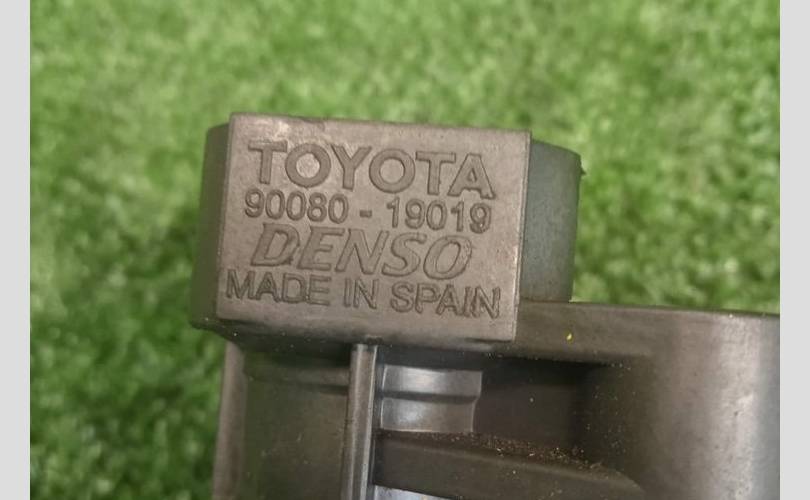 TOYOTA
90080-19019
DENSO
MADE IN SPAIN